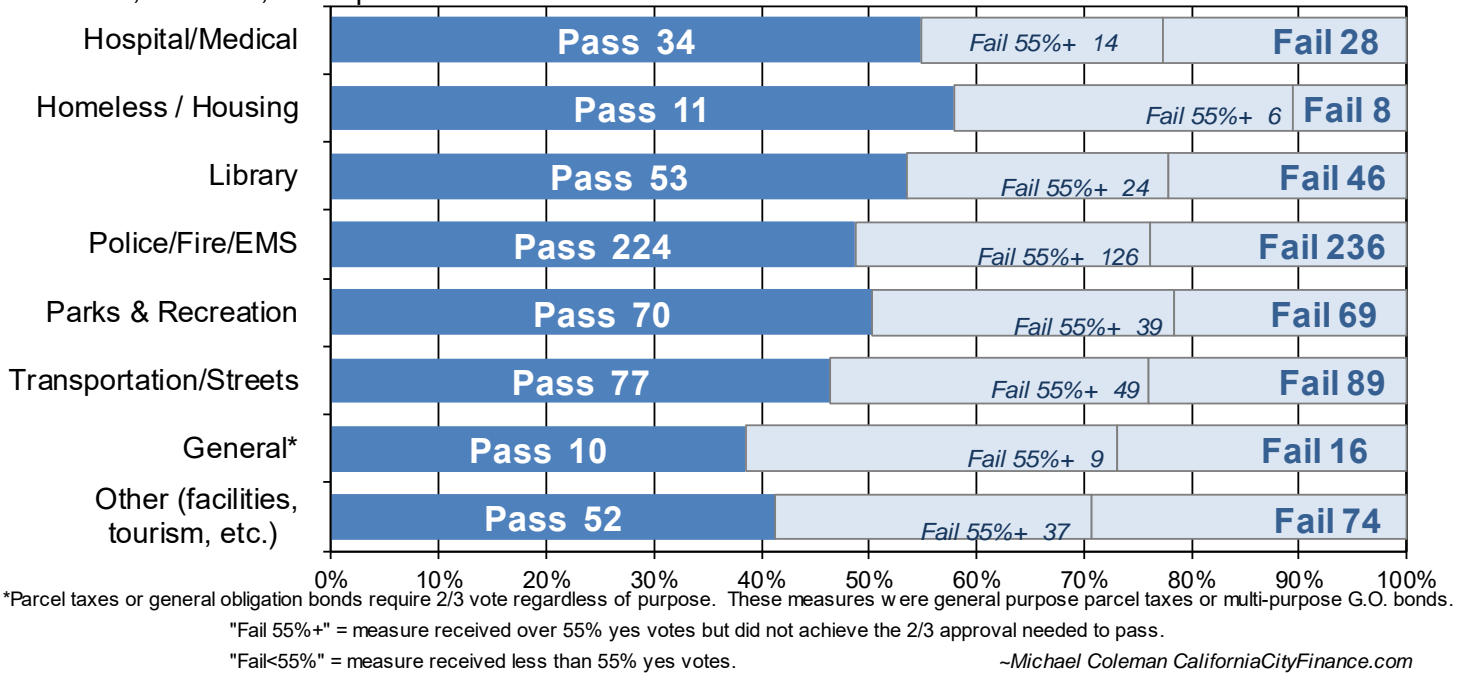 Hospital/Medical Pass 34 Fail 55%+ 14 Fail 28
Homeless / Housing Pass 11 Fail 55%+ 6 Fail 8
Library Pass 53 Fail 55%+ 24 Fail 46
Police/Fire/EMS Pass 224 Fail 55%+ 126 Fail 236
Parks & Recreation Pass 70 Fail 55%+ 39 Fail 69
Transportation/Streets Pass 77 Fail 55%+ 49 Fail 89
General* Pass 10 Fail 55%+ 9 Fail 16
Other (facilities,
tourism, etc.) Pass 52 Fail 55%+ 37 Fail 74
0% 10% 20% 30% 40% 50% 60% 70% 80% 90% 100%
*Parcel taxes or general obligation bonds require 2/3 vote regardless of purpose. These measures were general purpose parcel taxes or multi-purpose G.O. bonds.
"Fail 55%+" = measure received over 55% yes votes but did not achieve the 2/3 approval needed to pass.
"Fail<55%" = measure received less than 55% yes votes. ~Michael Coleman CaliforniaCityFinance.com